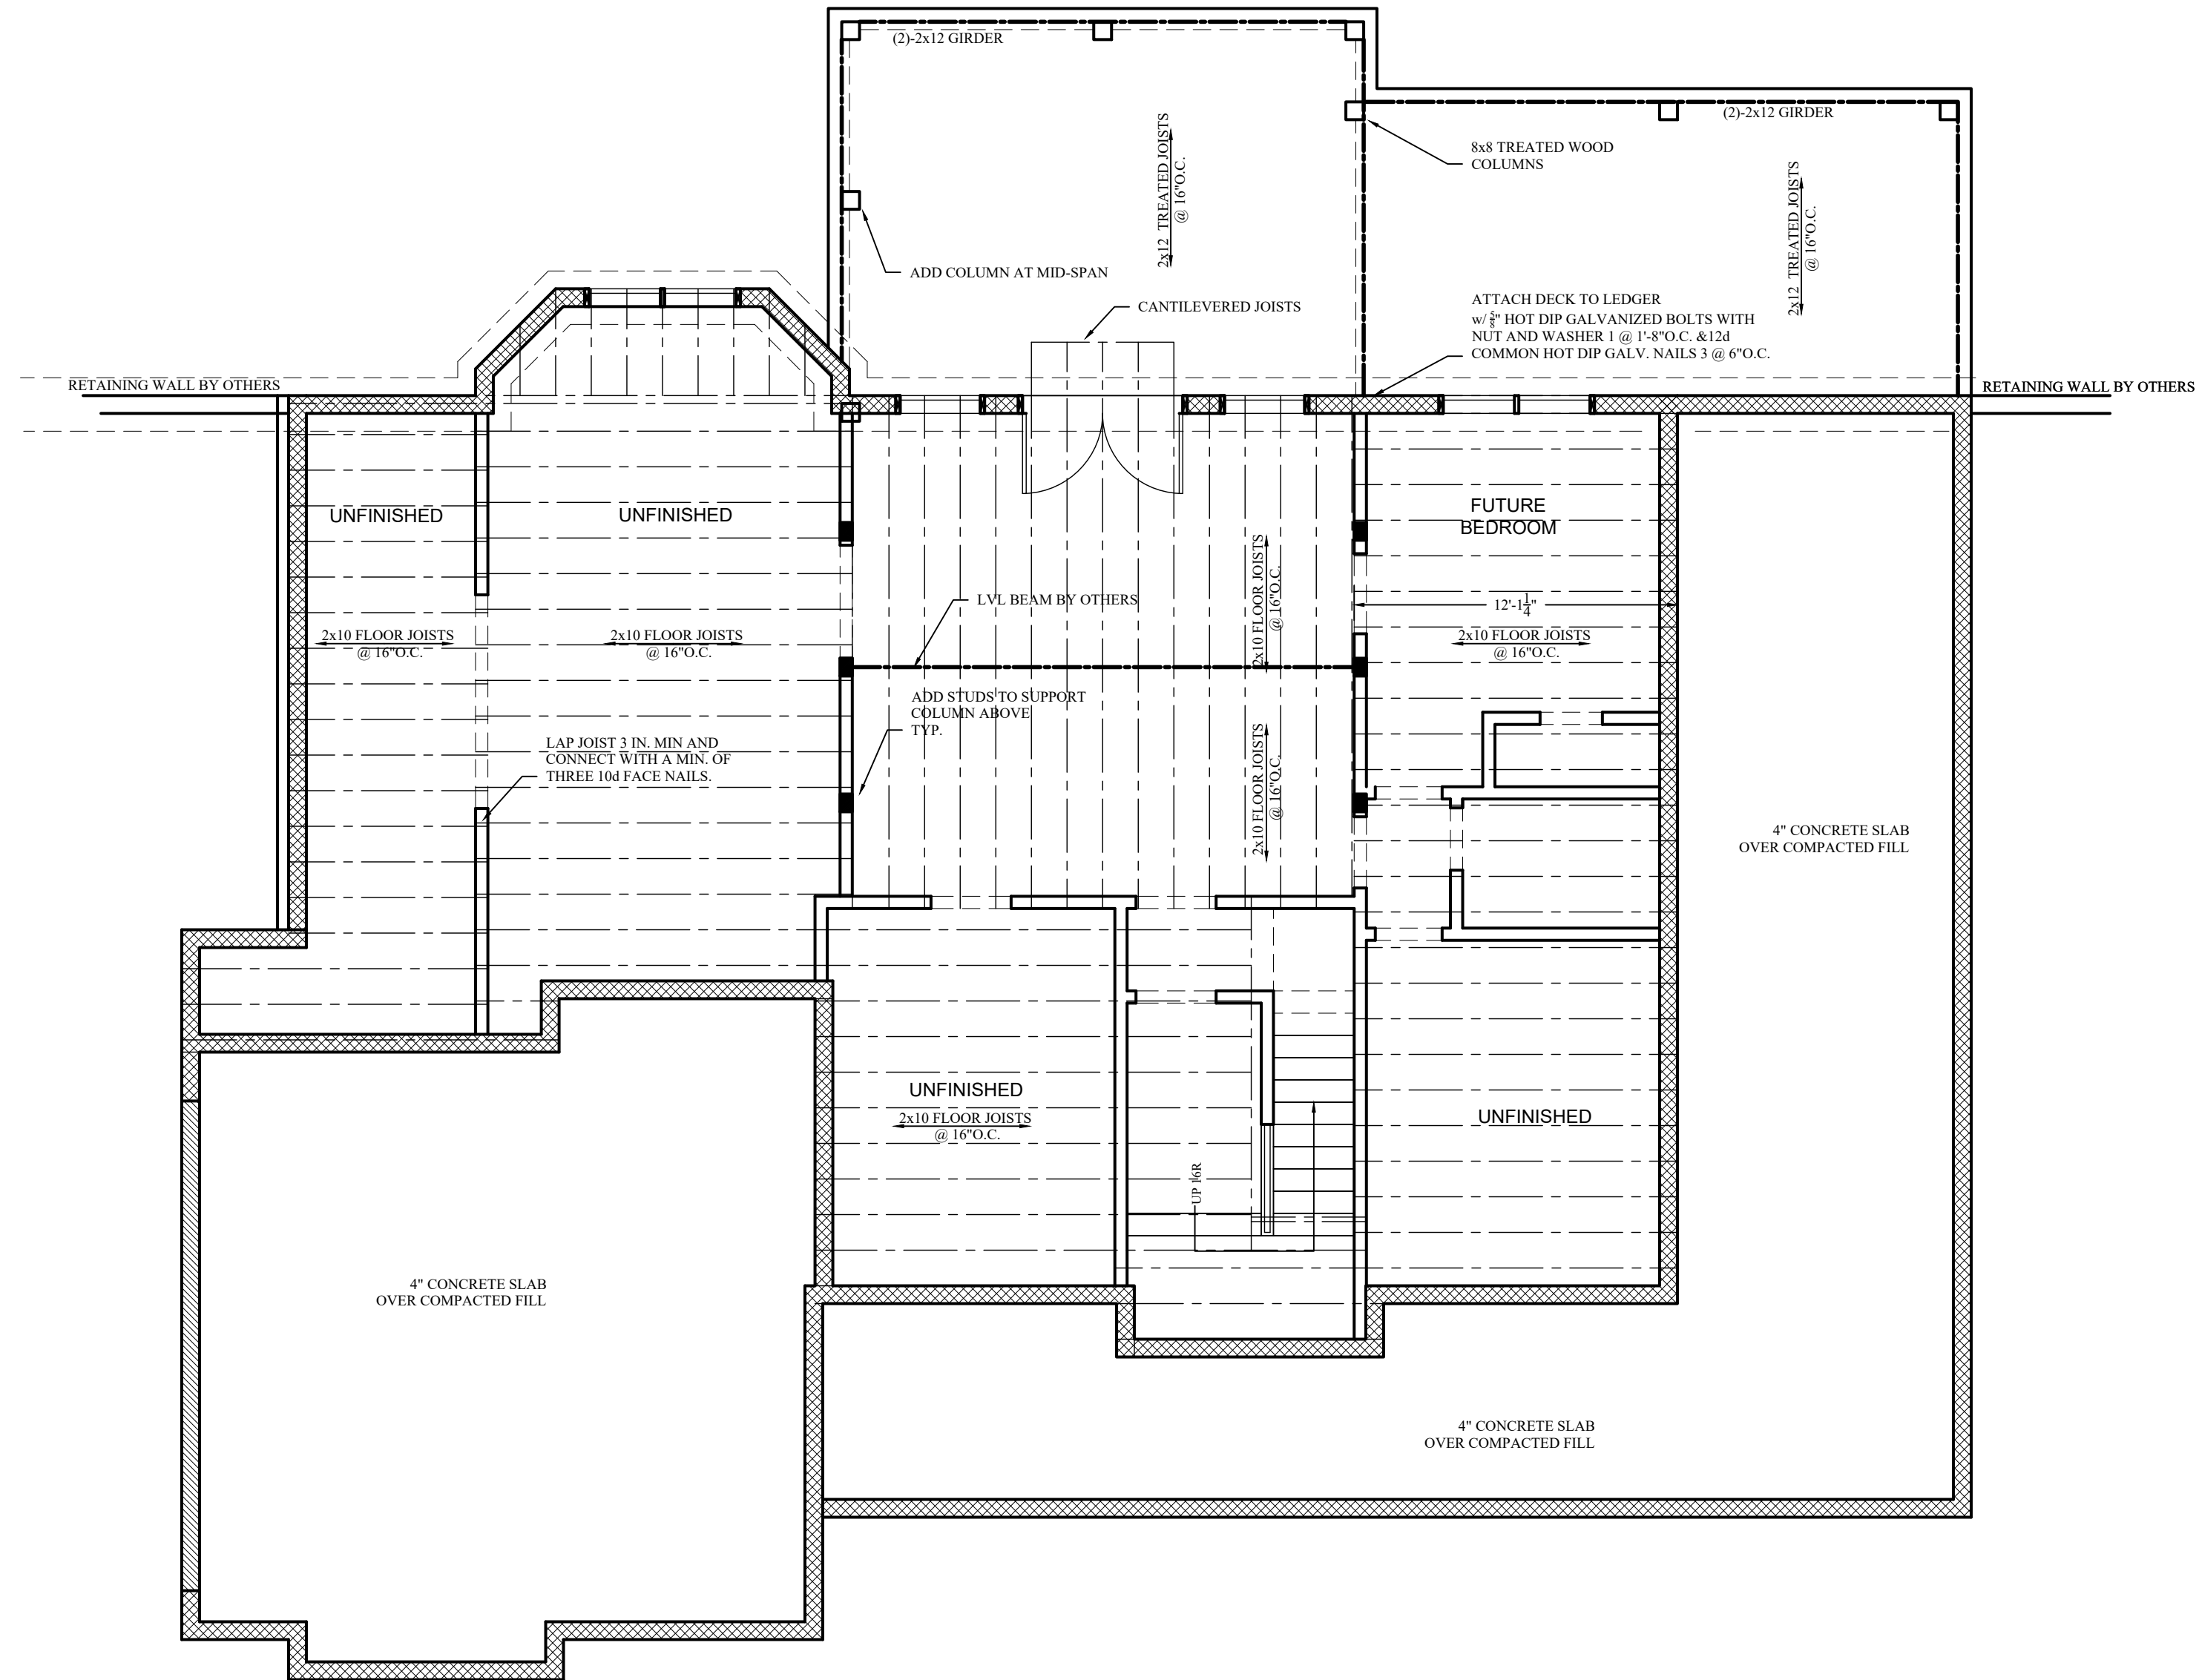 (2)-2x12 GIRDER
(2)-2x12 GIRDER
2x12 TREATED JOISTS
@ 16"O.C.
8x8 TREATED WOOD
COLUMNS
2x12 TREATED JOISTS
@ 16"O.C.
ADD COLUMN AT MID-SPAN
CANTILEVERED JOISTS
ATTACH DECK TO LEDGER
w/ 5/8" HOT DIP GALVANIZED BOLTS WITH
NUT AND WASHER 1 @ 1'-8"O.C. &12d
COMMON HOT DIP GALV. NAILS 3 @ 6"O.C.
RETAINING WALL BY OTHERS
RETAINING WALL BY OTHERS
UNFINISHED
UNFINISHED
FUTURE
BEDROOM
2x10 FLOOR JOISTS
@ 16"O.C.
LVL BEAM BY OTHERS
12'-1 1/4"
2x10 FLOOR JOISTS
@ 16"O.C.
2x10 FLOOR JOISTS
@ 16"O.C.
2x10 FLOOR JOISTS
@ 16"O.C.
ADD STUDS TO SUPPORT
COLUMN ABOVE
TYP.
LAP JOIST 3 IN. MIN AND
CONNECT WITH A MIN. OF
THREE 10d FACE NAILS.
2x10 FLOOR JOISTS
@ 16"O.C.
4" CONCRETE SLAB
OVER COMPACTED FILL
UNFINISHED
2x10 FLOOR JOISTS
@ 16"O.C.
UNFINISHED
UP 16R
4" CONCRETE SLAB
OVER COMPACTED FILL
4" CONCRETE SLAB
OVER COMPACTED FILL